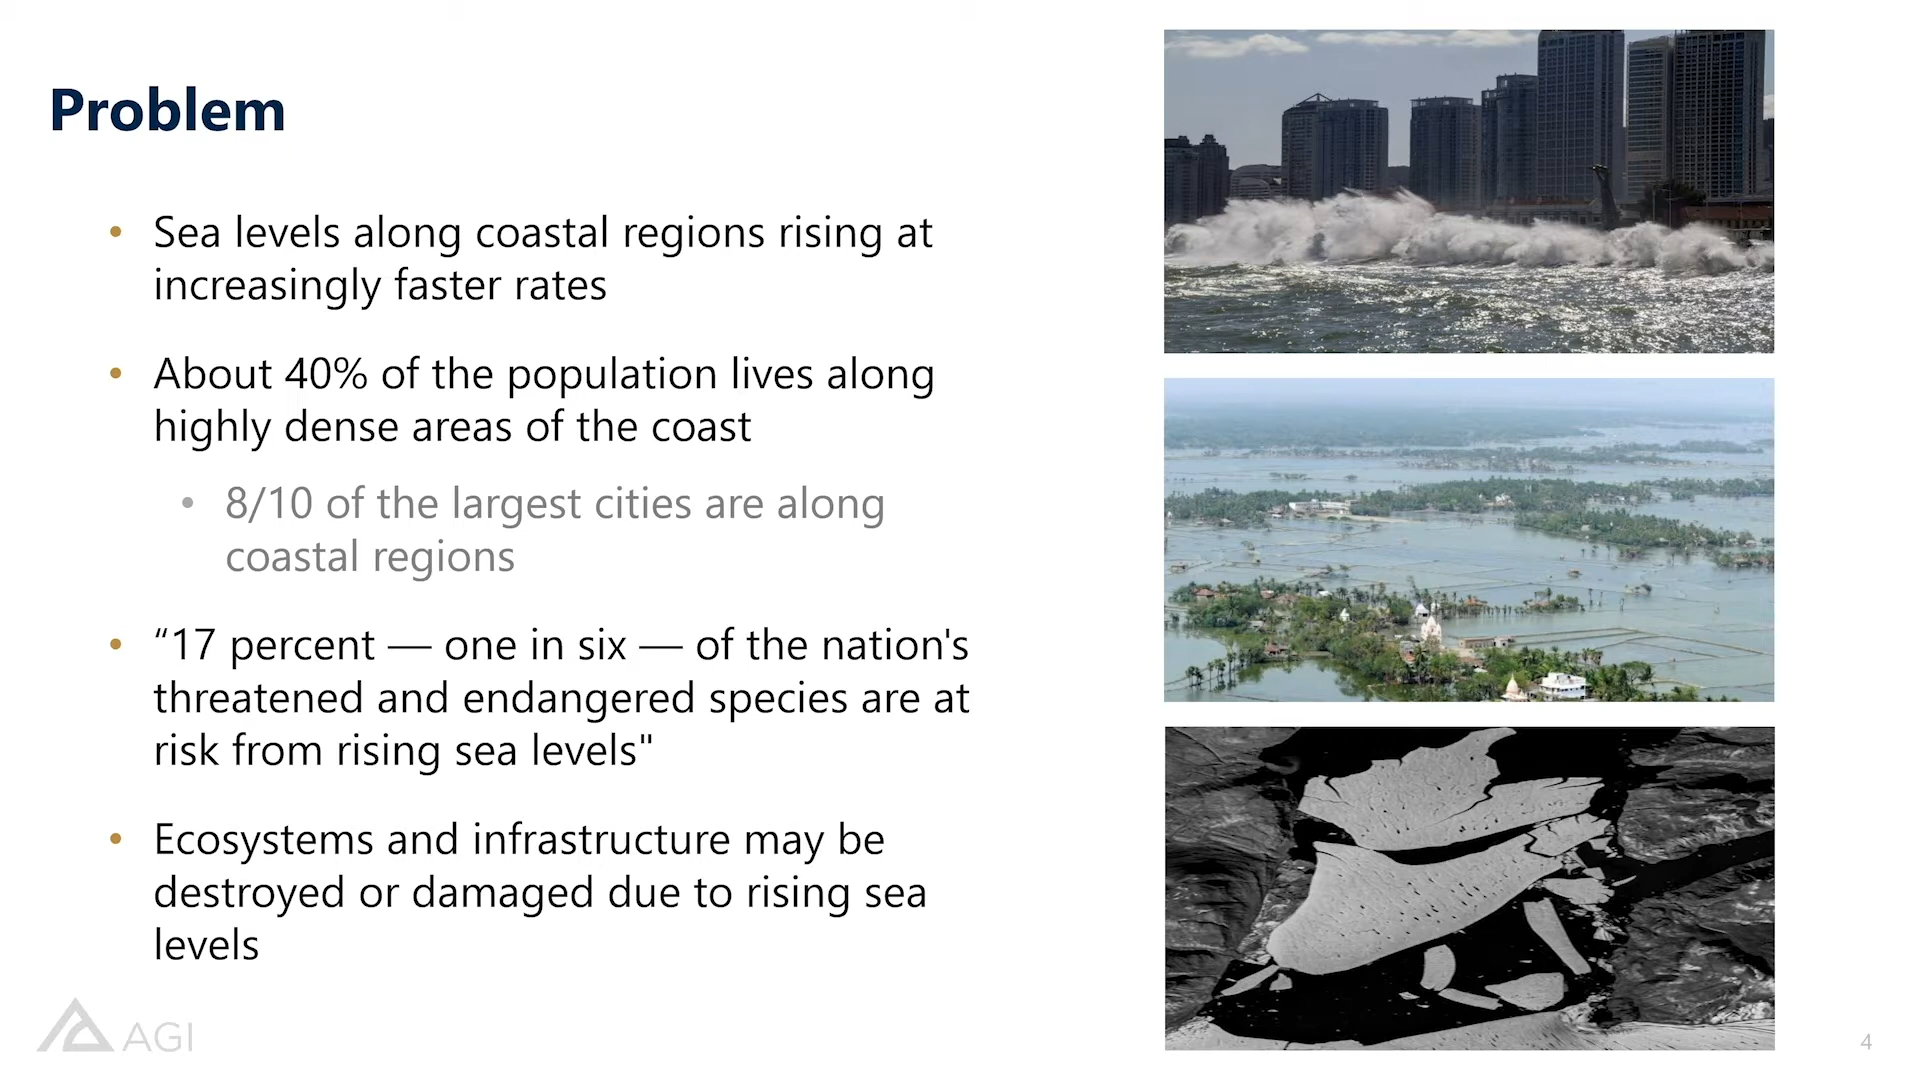 Problem
• Sea levels along coastal regions rising at
increasingly faster rates
• About 40% of the population lives along
highly dense areas of the coast
• 8/10 of the largest cities are along
coastal regions
• “17 percent — one in six — of the nation's
threatened and endangered species are at
risk from rising sea levels"
• Ecosystems and infrastructure may be
destroyed or damaged due to rising sea
levels
AGI
4